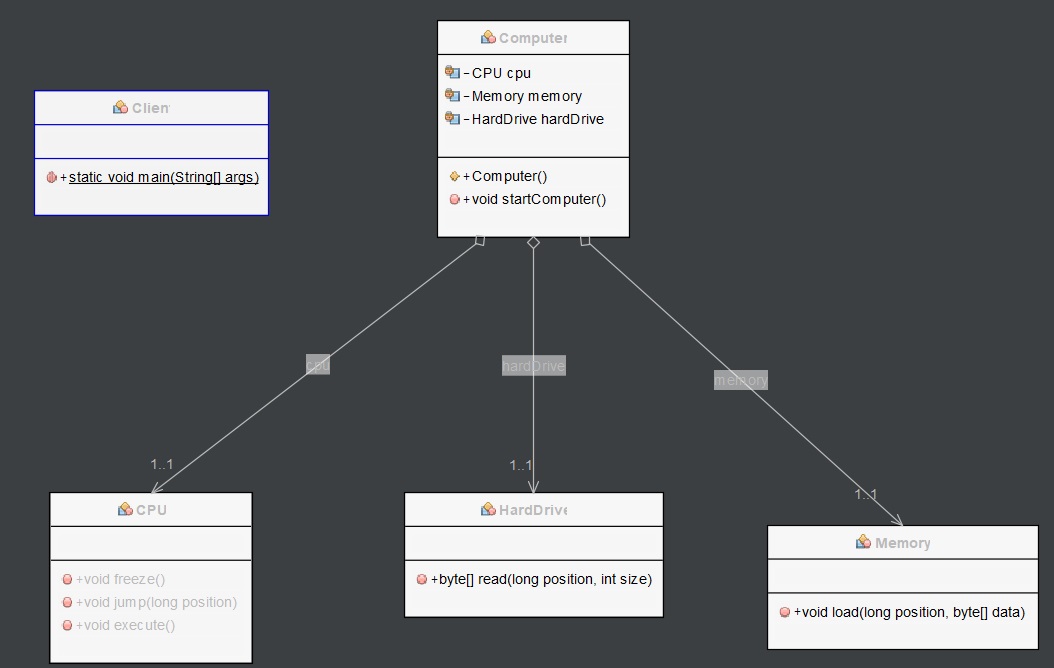 Computer
- CPU cpu
- Memory memory
- HardDrive hardDrive
+ Computer()
+void startComputer()
Client
+ static void main(String[] args)
cpu
hardDrive
memory
1..1
1..1
1..1
CPU
+void freeze()
+void jump(long position)
+void execute()
HardDrive
+byte[] read(long position, int size)
Memory
+void load(long position, byte[] data)